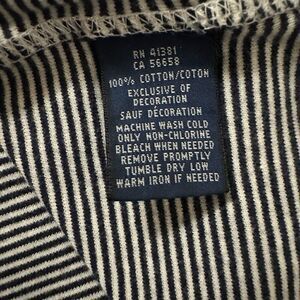 RN 41381
CA 56658
100% COTTON/COTON
EXCLUSIVE OF
DECORATION
SAUF DÉCORATION
MACHINE WASH COLD
ONLY NON-CHLORINE
BLEACH WHEN NEEDED
REMOVE PROMPTLY
TUMBLE DRY LOW
WARM IRON IF NEEDED